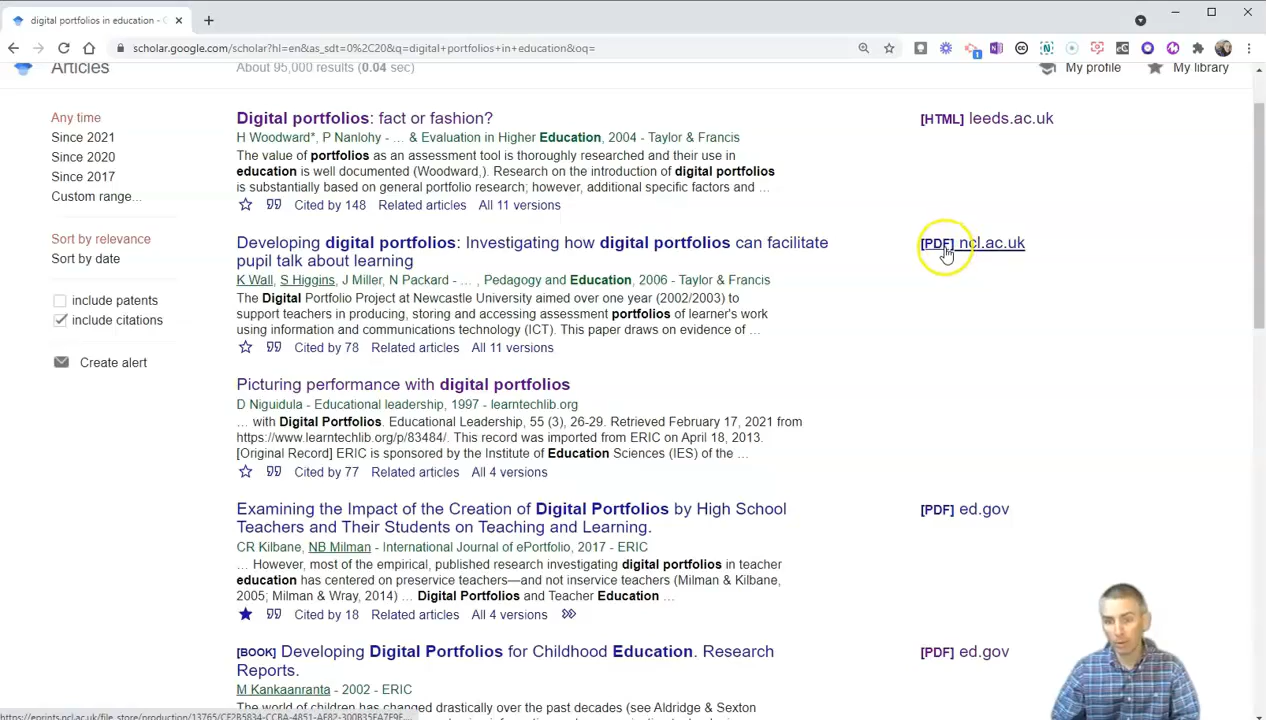 digital portfolios in education -
scholar.google.com/scholar?hl=en&as_sdt=0%2C20&q=digital+portfolios+in+education&oq=
Articles
About 95,000 results (0.04 sec)
My profile
My library
Any time
Since 2021
Since 2020
Since 2017
Custom range...
Sort by relevance
Sort by date
include patents
include citations
Create alert
Digital portfolios: fact or fashion?
[HTML] leeds.ac.uk
H Woodward*, P Nanlohy - ... & Evaluation in Higher Education, 2004 - Taylor & Francis
The value of portfolios as an assessment tool is thoroughly researched and their use in
education is well documented (Woodward,). Research on the introduction of digital portfolios
is substantially based on general portfolio research; however, additional specific factors and ...
Cited by 148 Related articles All 11 versions
Developing digital portfolios: Investigating how digital portfolios can facilitate
pupil talk about learning
[PDF] ncl.ac.uk
K Wall, S Higgins, J Miller, N Packard - ... , Pedagogy and Education, 2006 - Taylor & Francis
The Digital Portfolio Project at Newcastle University aimed over one year (2002/2003) to
support teachers in producing, storing and accessing assessment portfolios of learner's work
using information and communications technology (ICT). This paper draws on evidence of ...
Cited by 78 Related articles All 11 versions
Picturing performance with digital portfolios
D Niguidula - Educational leadership, 1997 - learntechlib.org
... with Digital Portfolios. Educational Leadership, 55 (3), 26-29. Retrieved February 17, 2021 from
https://www.learntechlib.org/p/83484/. This record was imported from ERIC on April 18, 2013.
[Original Record] ERIC is sponsored by the Institute of Education Sciences (IES) of the ...
Cited by 77 Related articles All 4 versions
Examining the Impact of the Creation of Digital Portfolios by High School
Teachers and Their Students on Teaching and Learning.
[PDF] ed.gov
CR Kilbane, NB Milman - International Journal of ePortfolio, 2017 - ERIC
... However, most of the empirical, published research investigating digital portfolios in teacher
education has centered on preservice teachers—and not inservice teachers (Milman & Kilbane,
2005; Milman & Wray, 2014) ... Digital Portfolios and Teacher Education ...
Cited by 18 Related articles All 4 versions
[BOOK] Developing Digital Portfolios for Childhood Education. Research
Reports.
[PDF] ed.gov
M Kankaanranta - 2002 - ERIC
The world of children has changed drastically over the past decades (see Aldridge & Sexton